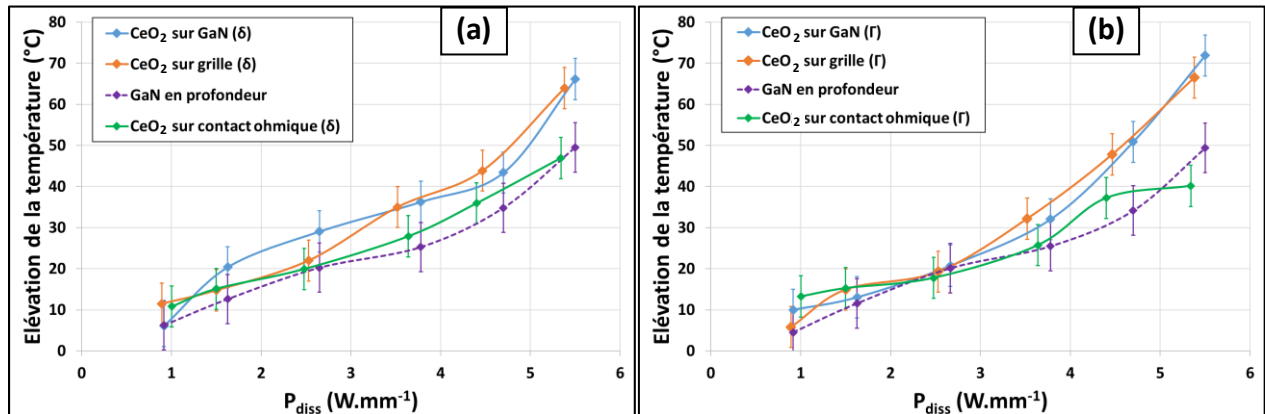 (a)
CeO2 sur GaN (δ)
CeO2 sur grille (δ)
GaN en profondeur
CeO2 sur contact ohmique (δ)
Elévation de la température (°C)
80
70
60
50
40
30
20
10
0
0 1 2 3 4 5 6
Pdiss (W.mm-1)
(b)
CeO2 sur GaN (Γ)
CeO2 sur grille (Γ)
GaN en profondeur
CeO2 sur contact ohmique (Γ)
Elévation de la température (°C)
80
70
60
50
40
30
20
10
0
0 1 2 3 4 5 6
Pdiss (W.mm-1)